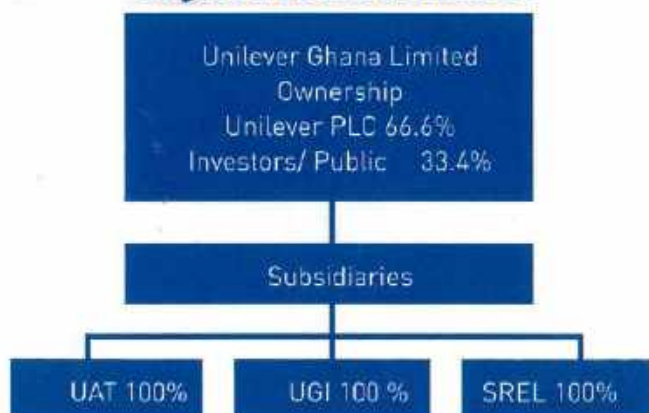 Unilever Ghana Limited
Ownership
Unilever PLC 66.6%
Investors/ Public 33.4%
Subsidiaries
UAT 100%
UGI 100 %
SREL 100%